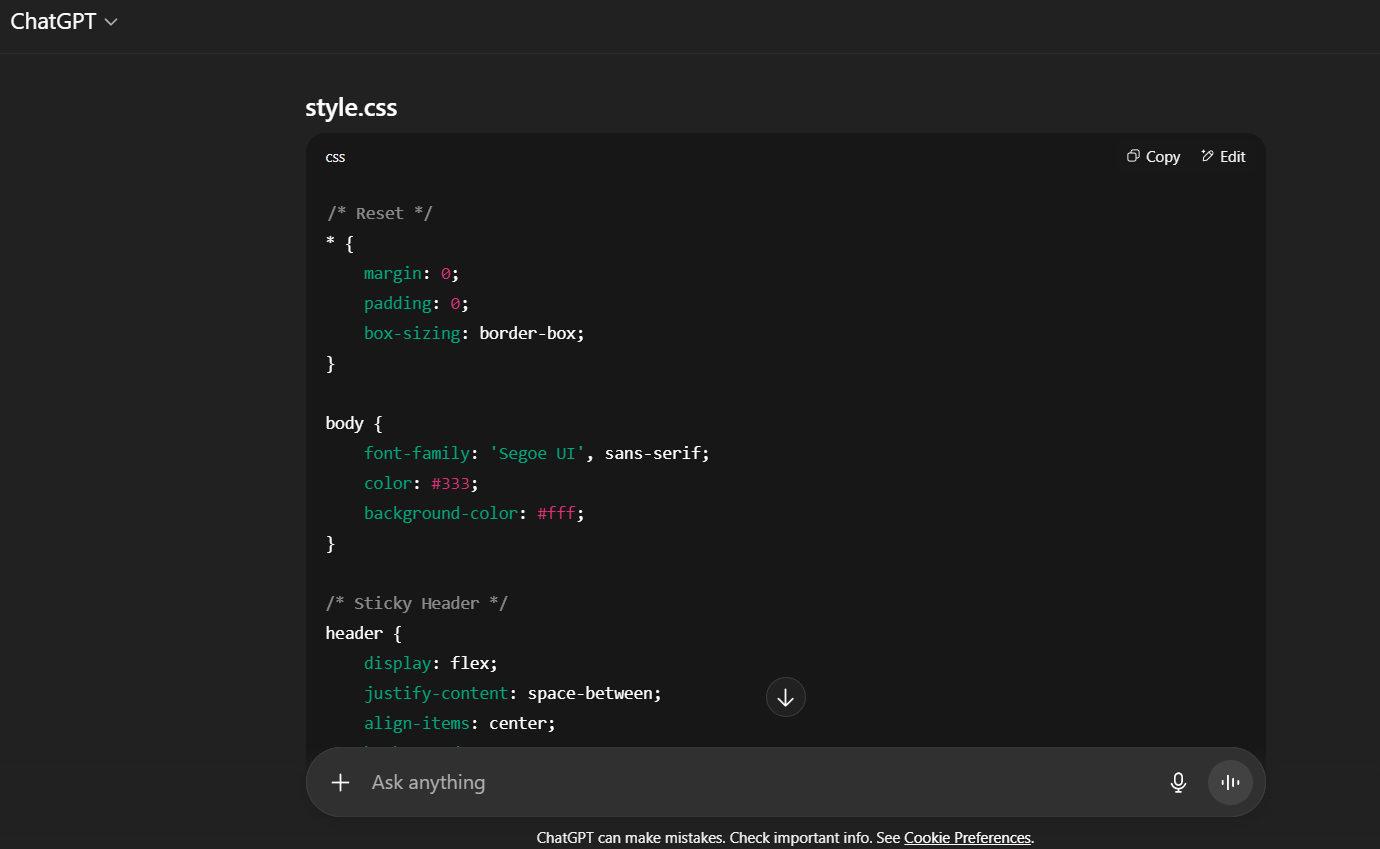 ChatGPT
style.css
css
Copy
Edit
/* Reset */
* {
    margin: 0;
    padding: 0;
    box-sizing: border-box;
}
body {
    font-family: 'Segoe UI', sans-serif;
    color: #333;
    background-color: #fff;
}
/* Sticky Header */
header {
    display: flex;
    justify-content: space-between;
    align-items: center;
Ask anything
ChatGPT can make mistakes. Check important info. See Cookie Preferences.